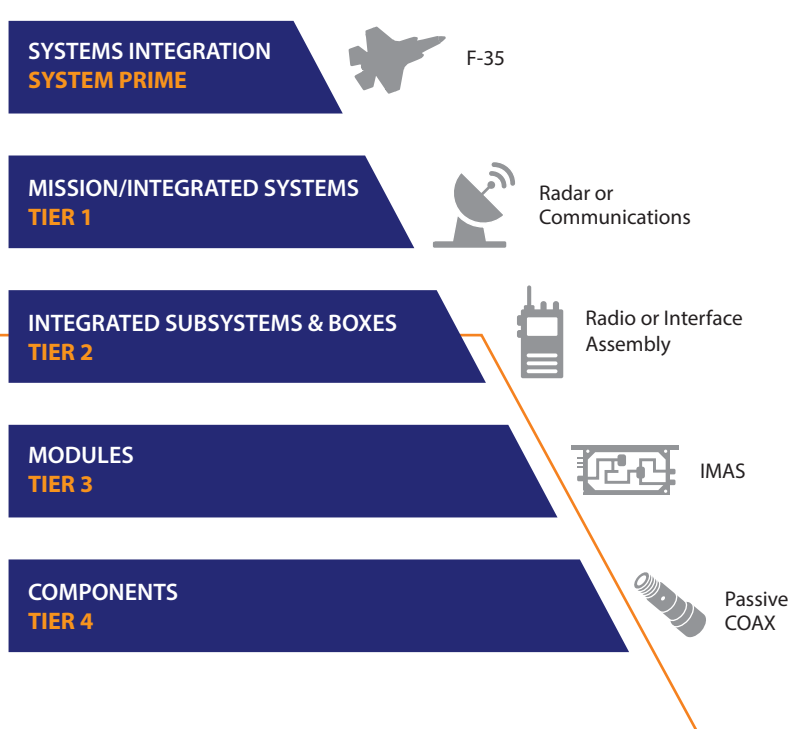 SYSTEMS INTEGRATION
SYSTEM PRIME
F-35
MISSION/INTEGRATED SYSTEMS
TIER 1
Radar or
Communications
INTEGRATED SUBSYSTEMS & BOXES
TIER 2
Radio or Interface
Assembly
MODULES
TIER 3
IMAS
COMPONENTS
TIER 4
Passive
COAX